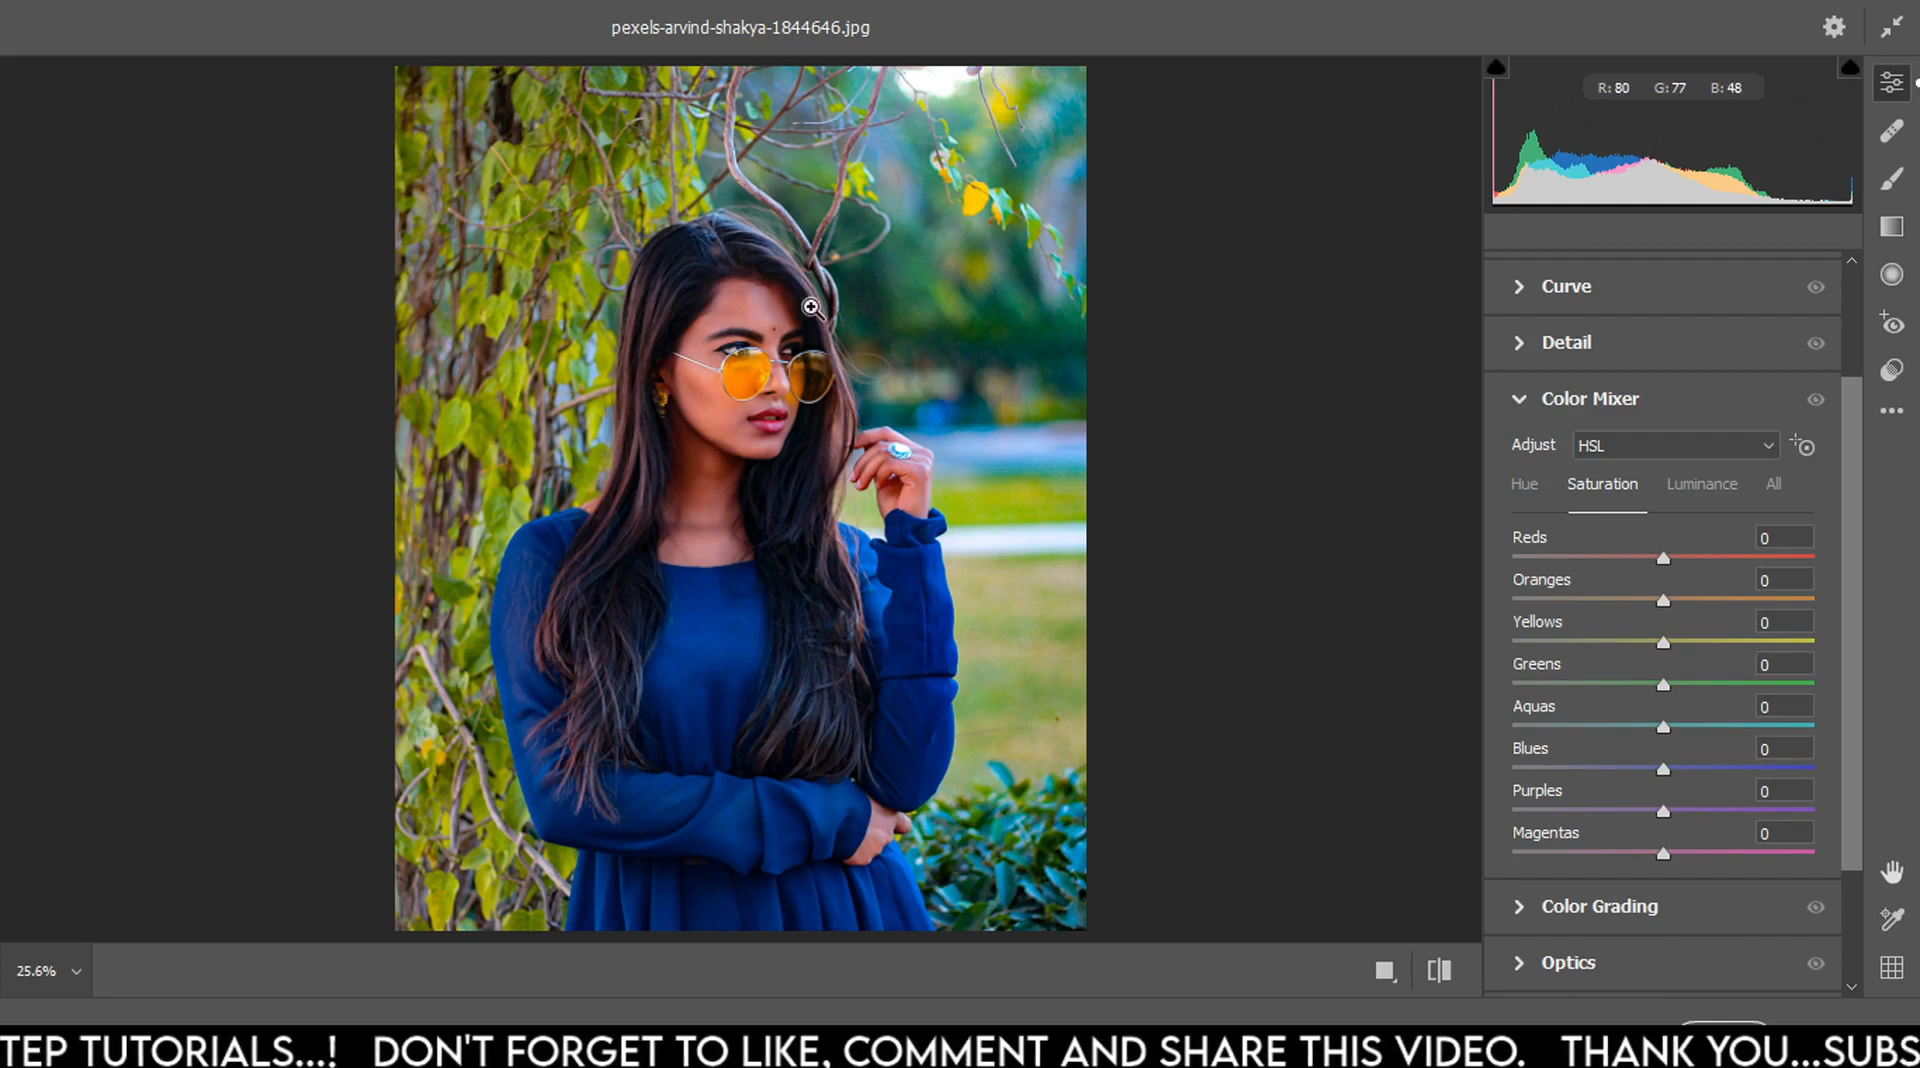 pexels-arvind-shakya-1844646.jpg
R: 80 G: 77 B: 48
Curve
Detail
Color Mixer
Adjust HSL
Hue Saturation Luminance All
Reds 0
Oranges 0
Yellows 0
Greens 0
Aquas 0
Blues 0
Purples 0
Magentas 0
Color Grading
Optics
25.6%
TEP TUTORIALS...! DON'T FORGET TO LIKE, COMMENT AND SHARE THIS VIDEO. THANK YOU...SUBS